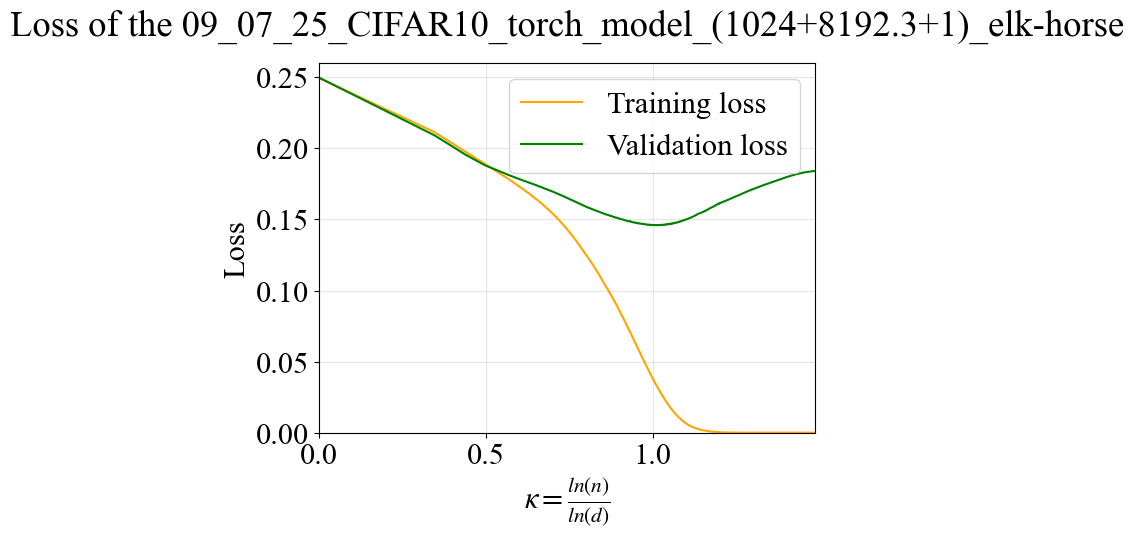 Loss of the 09_07_25_CIFAR10_torch_model_(1024+8192.3+1)_elk-horse
0.25
0.20
0.15
0.10
0.05
0.00
Loss
Training loss
Validation loss
0.0 0.5 1.0
κ = ln(n)/ln(d)